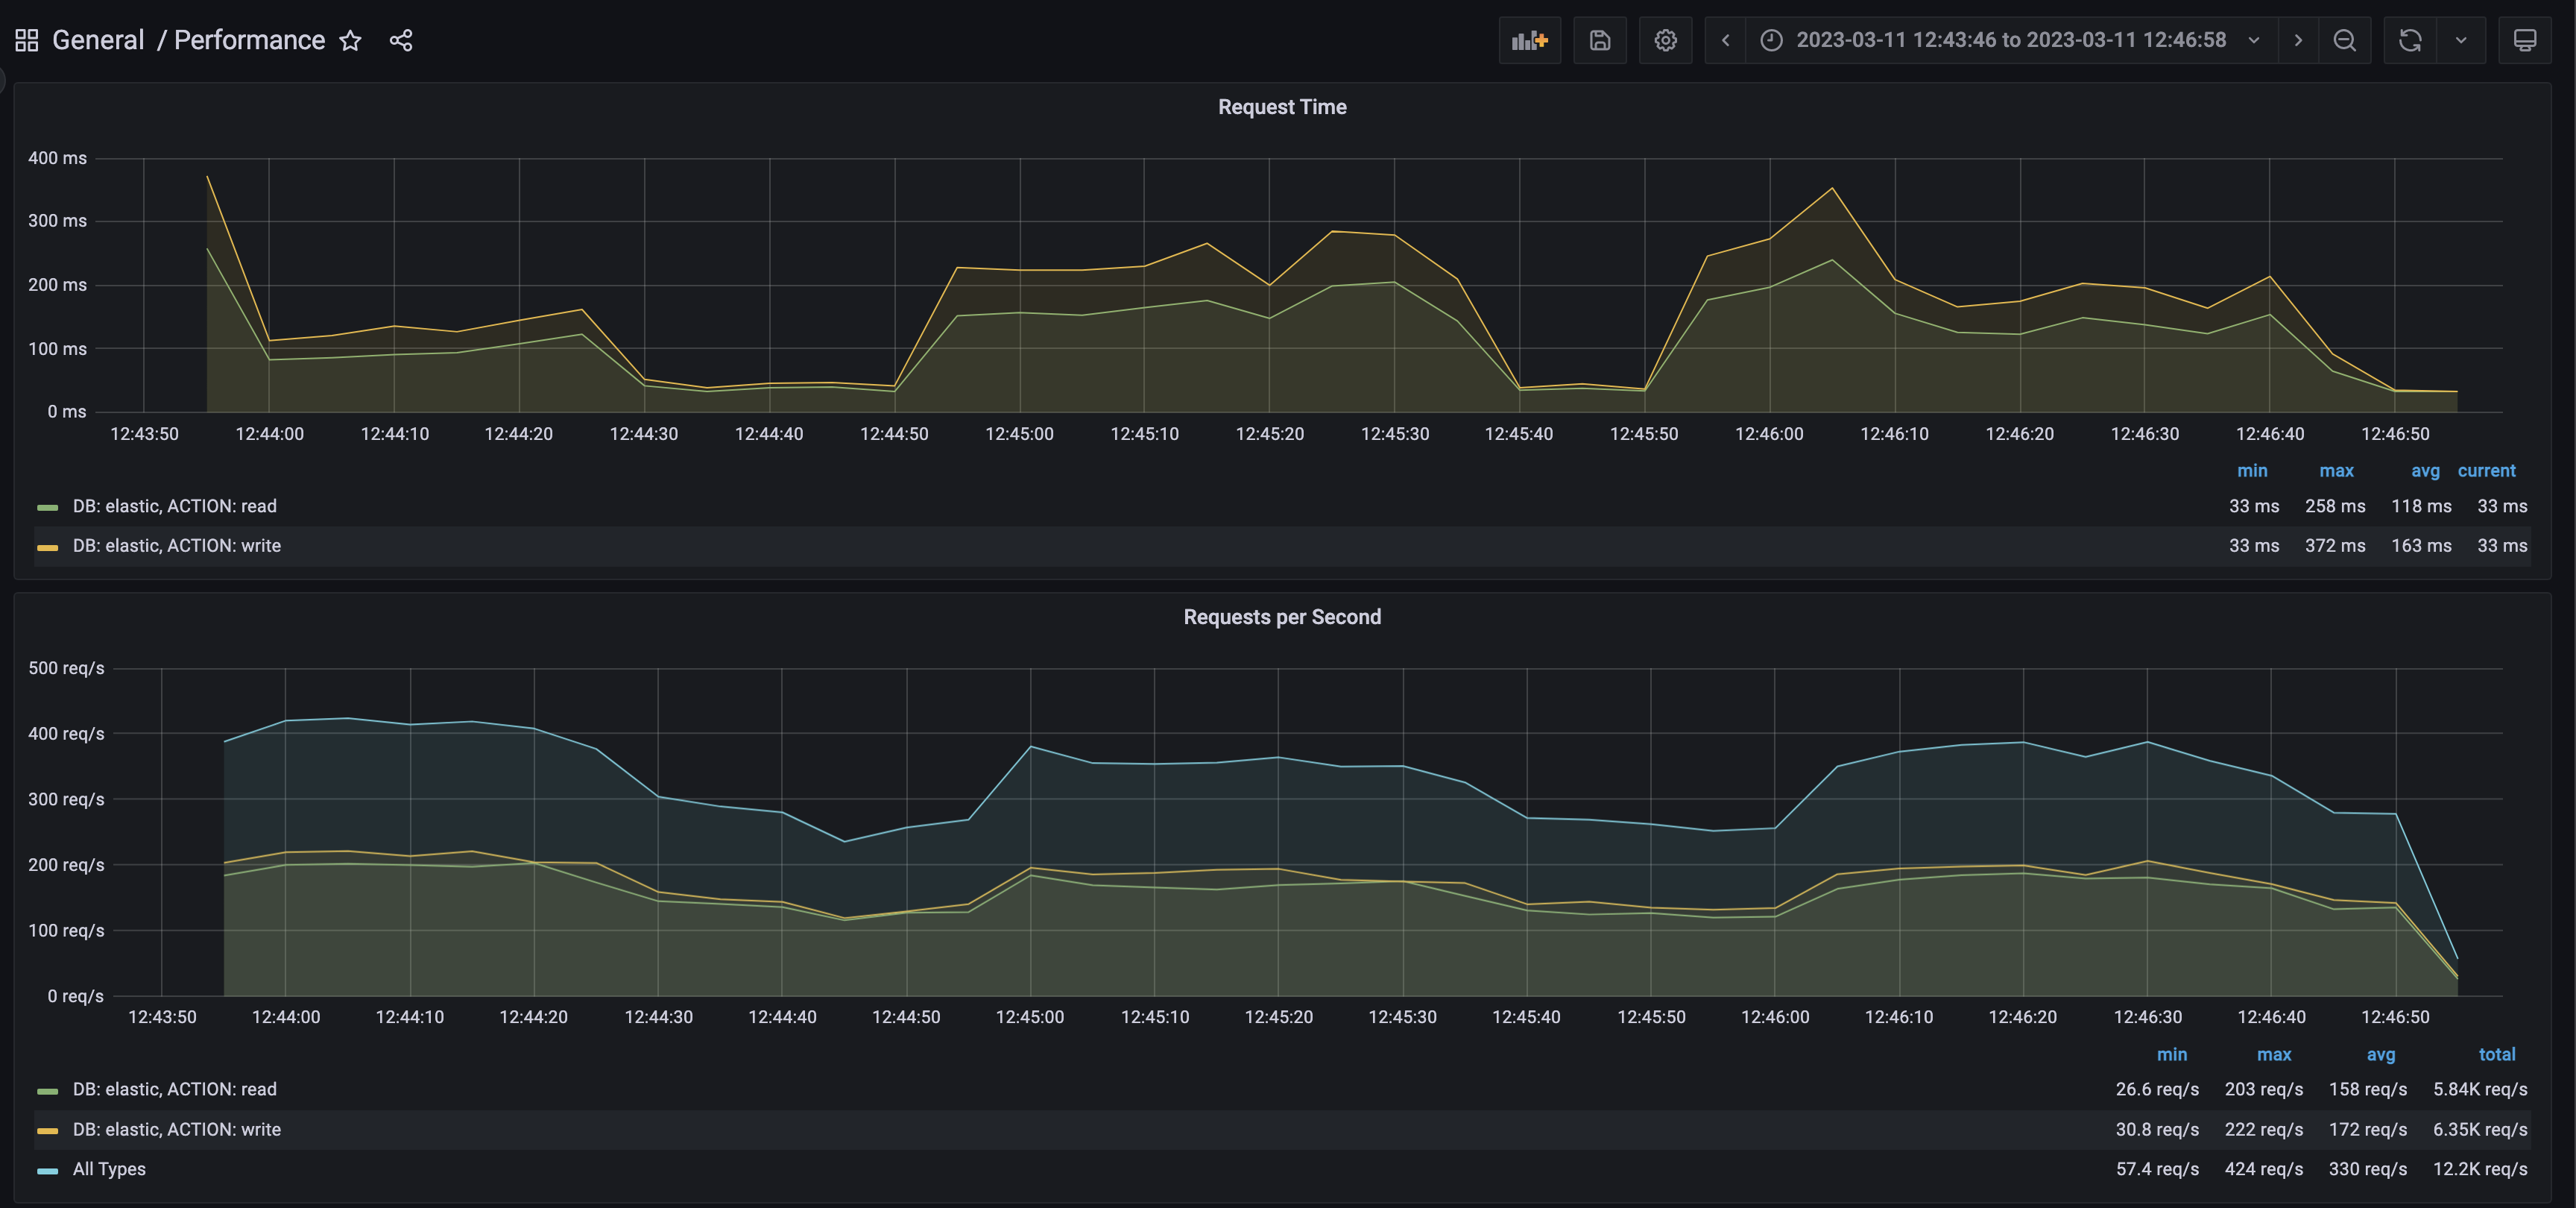 General / Performance
2023-03-11 12:43:46 to 2023-03-11 12:46:58
Request Time
400 ms
300 ms
200 ms
100 ms
0 ms
12:43:50 12:44:00 12:44:10 12:44:20 12:44:30 12:44:40 12:44:50 12:45:00 12:45:10 12:45:20 12:45:30 12:45:40 12:45:50 12:46:00 12:46:10 12:46:20 12:46:30 12:46:40 12:46:50
min max avg current
DB: elastic, ACTION: read 33 ms 258 ms 118 ms 33 ms
DB: elastic, ACTION: write 33 ms 372 ms 163 ms 33 ms
Requests per Second
500 req/s
400 req/s
300 req/s
200 req/s
100 req/s
0 req/s
12:43:50 12:44:00 12:44:10 12:44:20 12:44:30 12:44:40 12:44:50 12:45:00 12:45:10 12:45:20 12:45:30 12:45:40 12:45:50 12:46:00 12:46:10 12:46:20 12:46:30 12:46:40 12:46:50
min max avg total
DB: elastic, ACTION: read 26.6 req/s 203 req/s 158 req/s 5.84K req/s
DB: elastic, ACTION: write 30.8 req/s 222 req/s 172 req/s 6.35K req/s
All Types 57.4 req/s 424 req/s 330 req/s 12.2K req/s